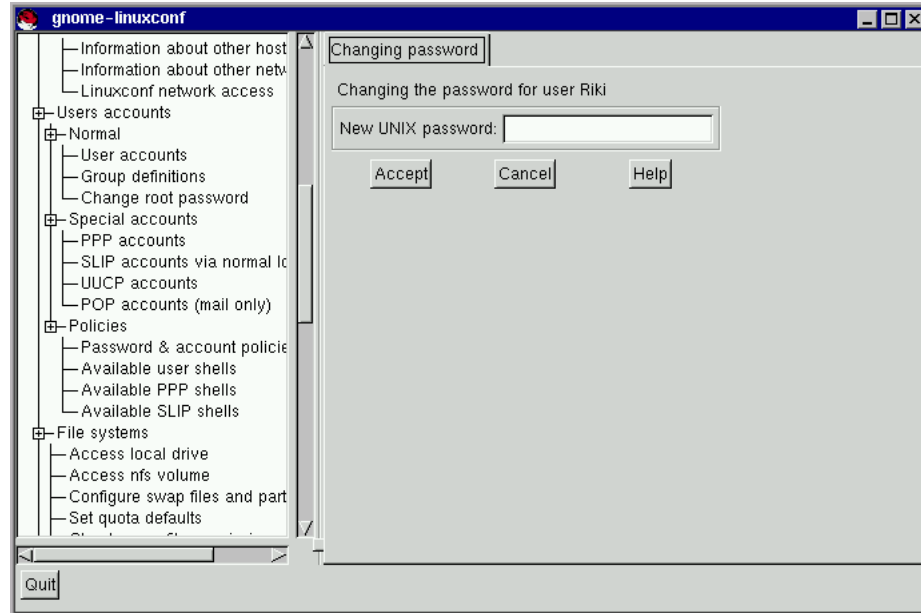 gnome-linuxconf
Information about other host
Information about other netw
Linuxconf network access
Users accounts
Normal
User accounts
Group definitions
Change root password
Special accounts
PPP accounts
SLIP accounts via normal lo
UUCP accounts
POP accounts (mail only)
Policies
Password & account policie
Available user shells
Available PPP shells
Available SLIP shells
File systems
Access local drive
Access nfs volume
Configure swap files and part
Set quota defaults
Quit
Changing password
Changing the password for user Riki
New UNIX password:
Accept Cancel Help